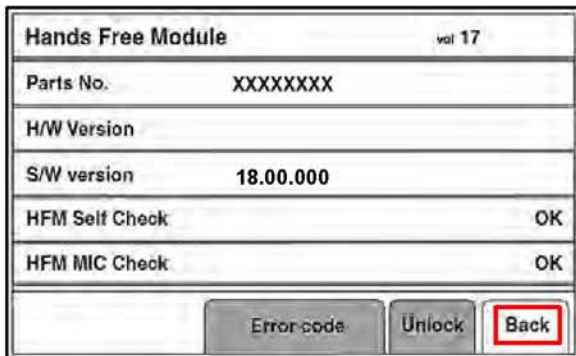 Hands Free Module vol 17
Parts No. XXXXXXXX
H/W Version
S/W version 18.00.000
HFM Self Check OK
HFM MIC Check OK
Error code Unlock Back